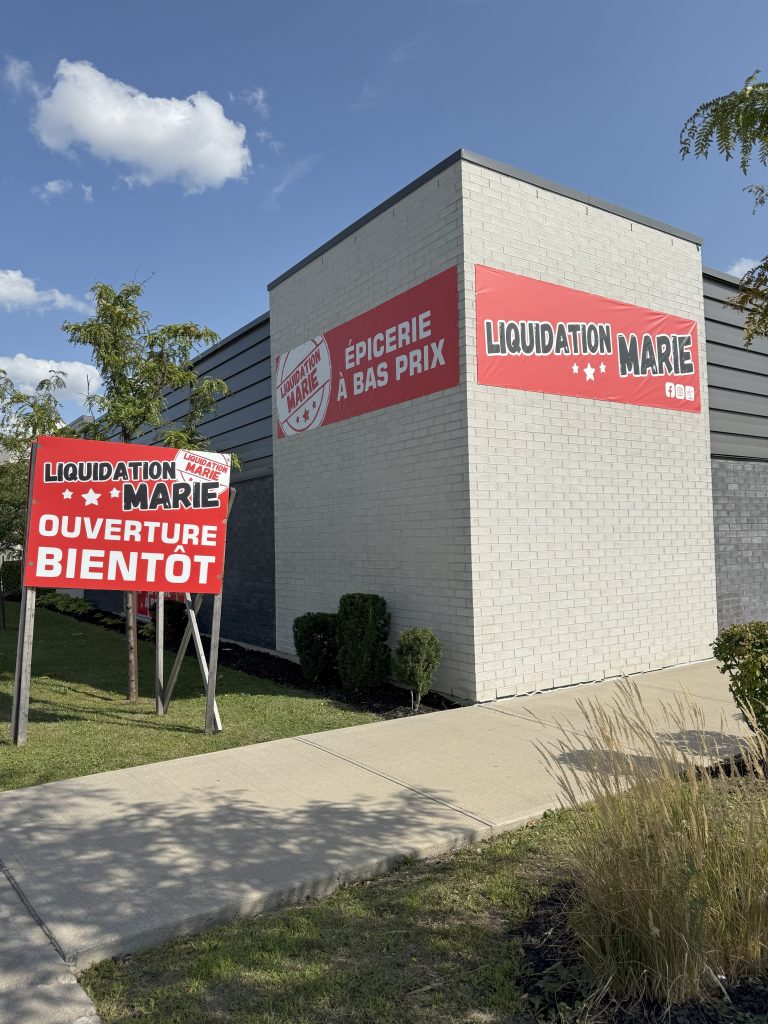 LIQUIDATION
MARIE
LIQUIDATION
MARIE
OUVERTURE
BIENTÔT
LIQUIDATION
MARIE
ÉPICERIE
À BAS PRIX
LIQUIDATION
MARIE